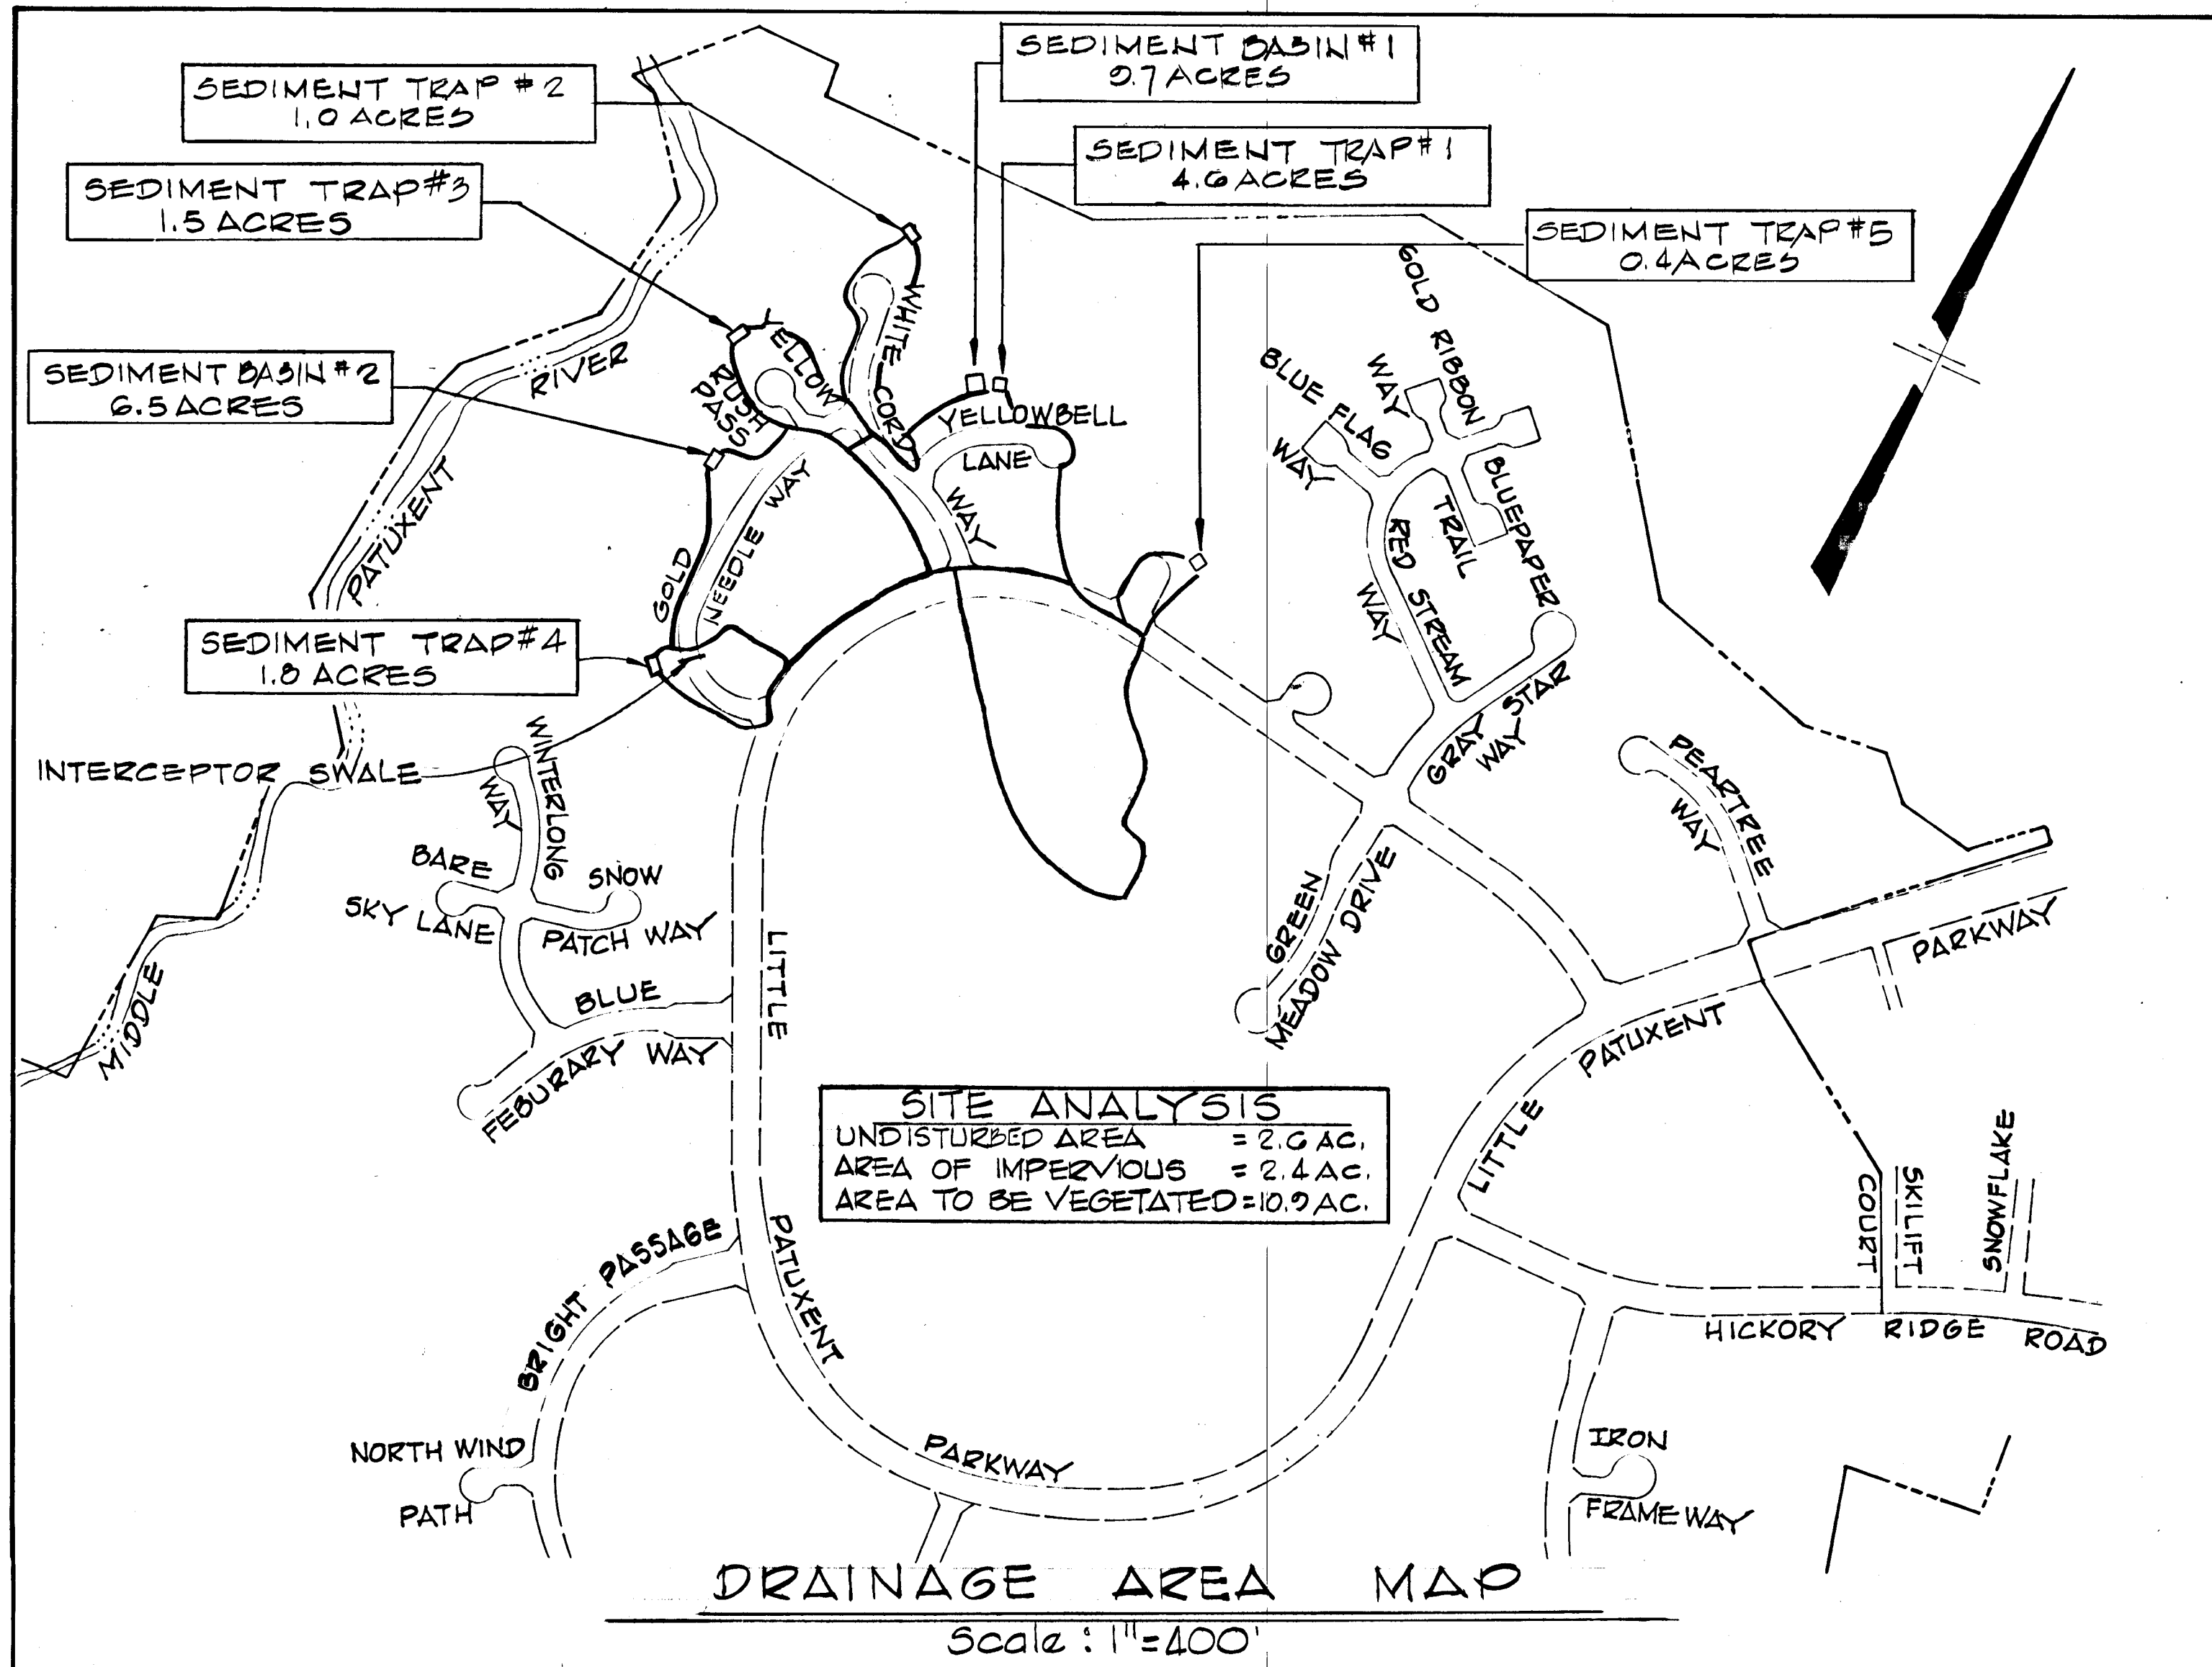 SEDIMENT BASIN #1
9.7 ACRES
SEDIMENT TRAP #2
1.0 ACRES
SEDIMENT TRAP #1
4.6 ACRES
SEDIMENT TRAP #3
1.5 ACRES
SEDIMENT TRAP #5
0.4 ACRES
SEDIMENT BASIN #2
6.5 ACRES
SEDIMENT TRAP #4
1.8 ACRES
INTERCEPTOR SWALE
MIDDLE
PATUXENT
RIVER
YELLOW
RUSH
PASS
WHITE
CORD
YELLOWBELL
LANE
WAY
GOLD
NEEDLE WAY
GOLD RIBBON
WAY
BLUE FLAG
WAY
BLUEPAPER
TRAIL
RED STREAM
WAY
GRAY STAR
WAY
PEARTREE
WAY
WINTERLONG
WAY
BARE
SKY LANE
SNOW
PATCH WAY
BLUE
FEBURARY WAY
LITTLE
PATUXENT
PARKWAY
GREEN
MEADOW DRIVE
LITTLE
PATUXENT
PARKWAY
SITE ANALYSIS
UNDISTURBED AREA = 2.6 AC.
AREA OF IMPERVIOUS = 2.4 AC.
AREA TO BE VEGETATED = 10.9 AC.
BRIGHT PASSAGE
NORTH WIND
PATH
COURT
SKILIFT
SNOWFLAKE
HICKORY RIDGE ROAD
IRON
FRAME WAY
DRAINAGE AREA MAP
Scale : 1"=400'